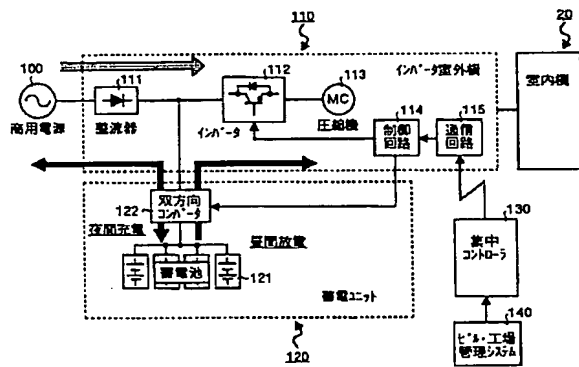 110
20
100
商用電源
111
整流器
112
インバータ
113
MC
圧縮機
インバータ室外機
114
制御
回路
115
通信
回路
室内機
122
双方向
コンバータ
夜間充電
昼間放電
蓄電池
121
蓄電ユニット
120
130
集中
コントローラ
140
ビル・工場
管理システム